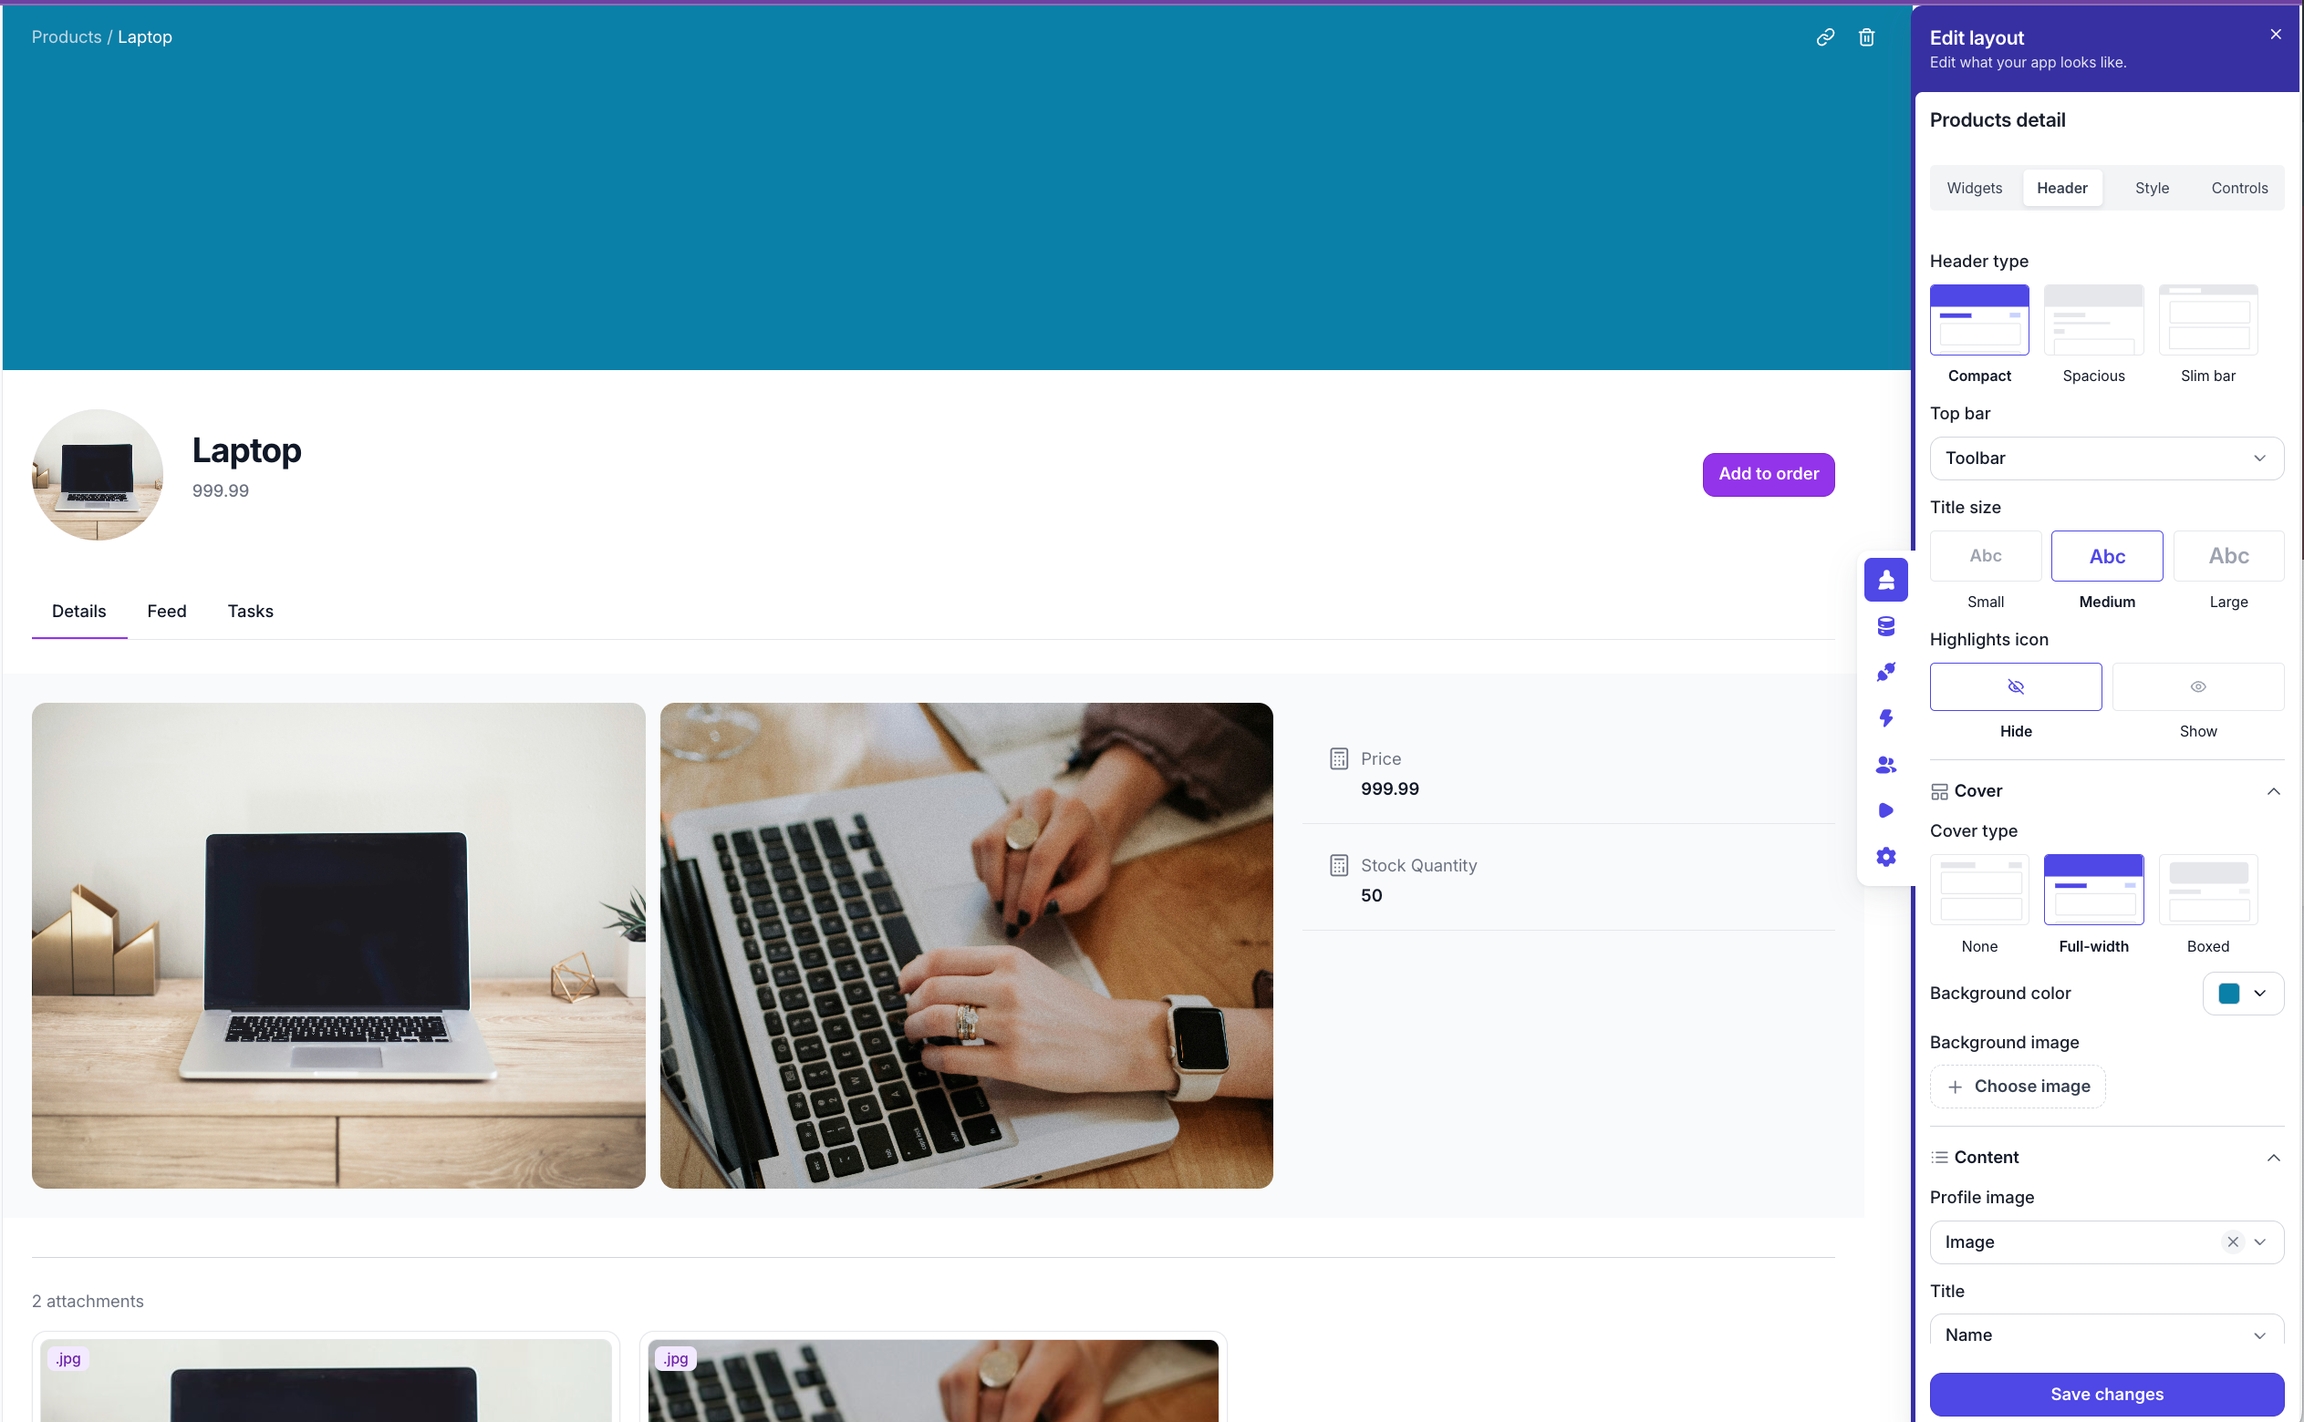 Products / Laptop
Laptop
999.99
Add to order
Details
Feed
Tasks
Price
999.99
Stock Quantity
50
2 attachments
.jpg
.jpg
Edit layout
Edit what your app looks like.
Products detail
Widgets
Header
Style
Controls
Header type
Compact
Spacious
Slim bar
Top bar
Toolbar
Title size
Abc
Abc
Abc
Small
Medium
Large
Highlights icon
Hide
Show
Cover
Cover type
None
Full-width
Boxed
Background color
Background image
Choose image
Content
Profile image
Image
Title
Name
Save changes